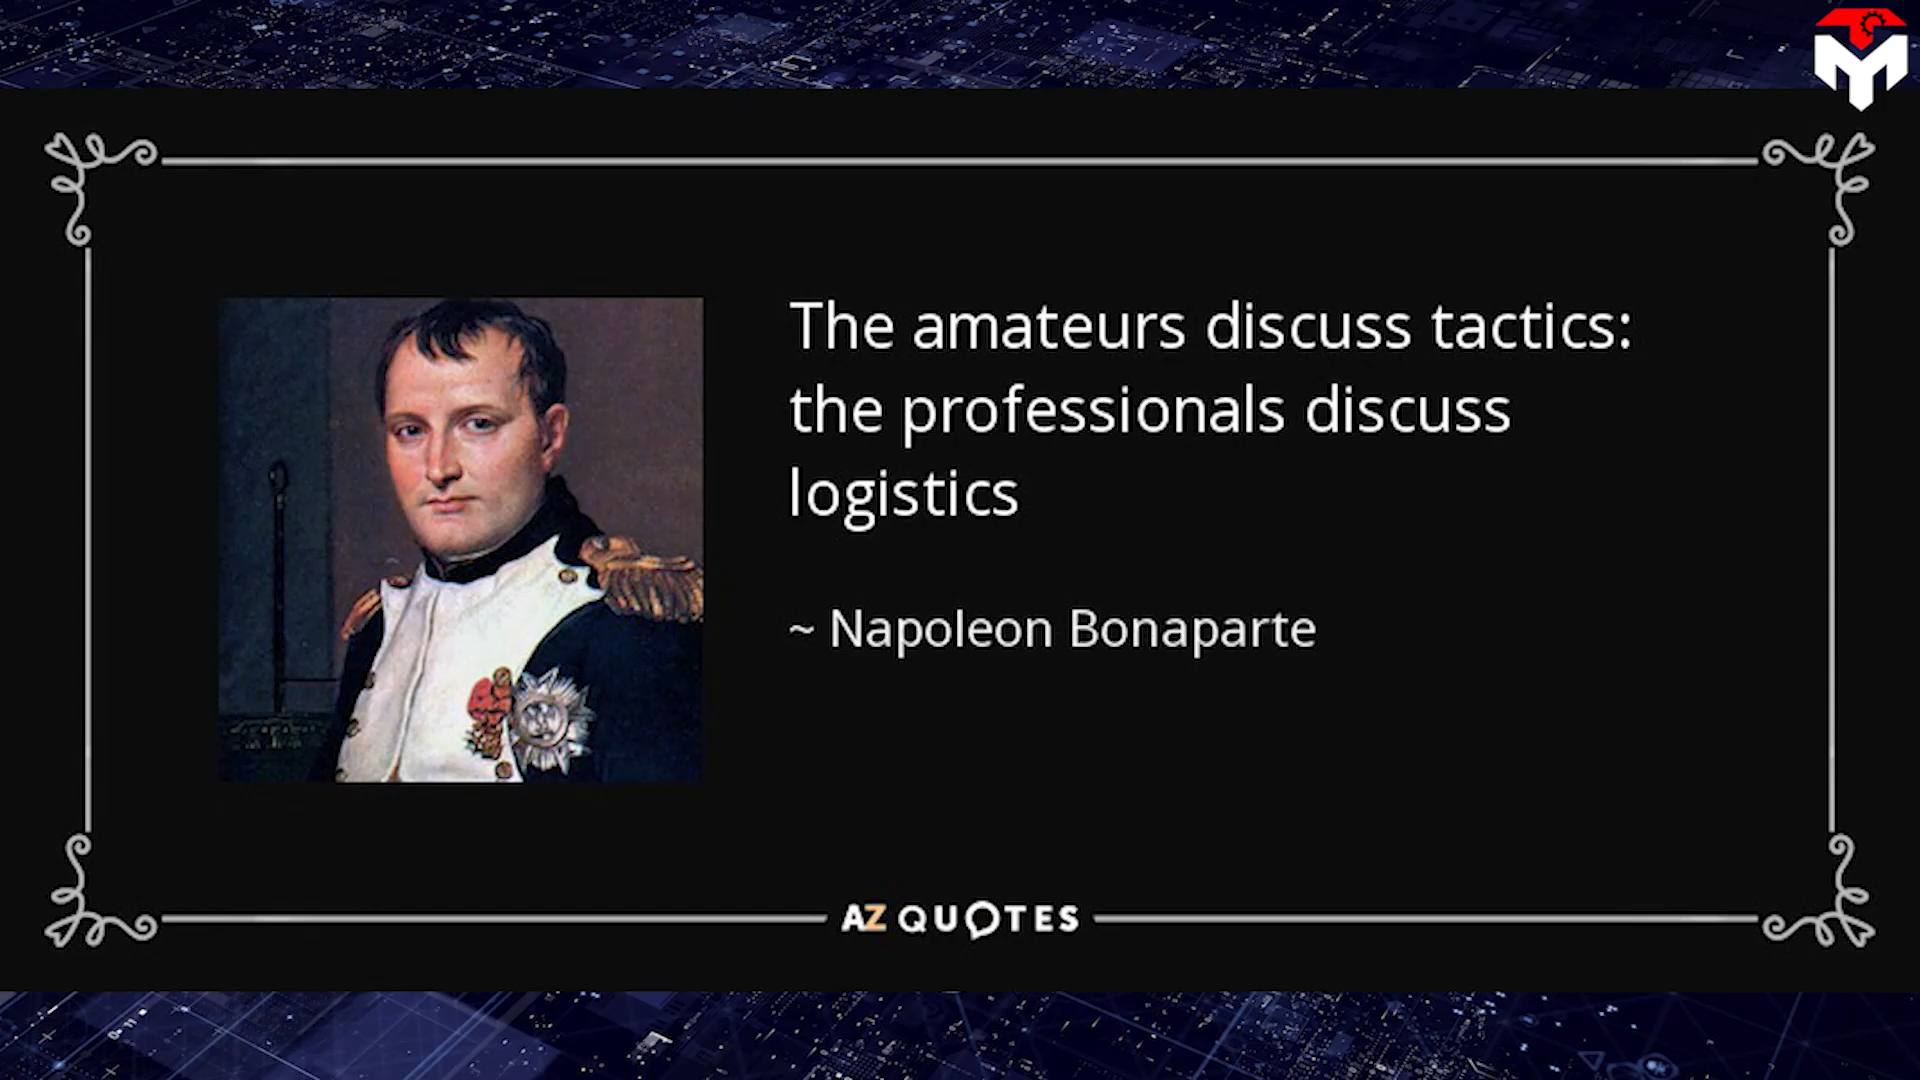 The amateurs discuss tactics:
the professionals discuss
logistics
~ Napoleon Bonaparte
AZ QUOTES